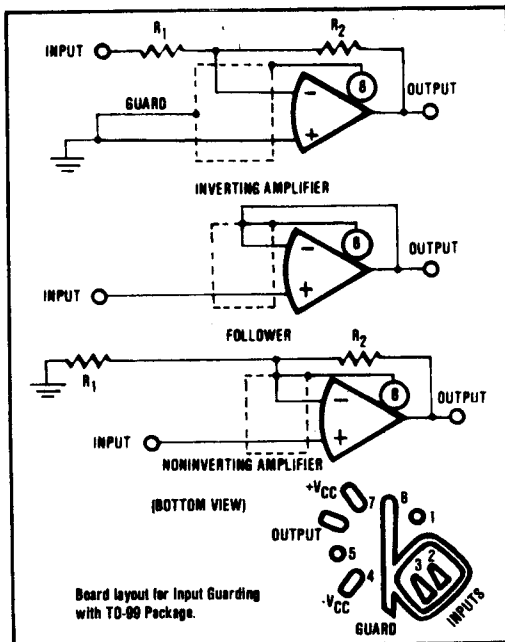 R1
R2
INPUT
8
OUTPUT
GUARD
−
+
INVERTING AMPLIFIER
8
OUTPUT
−
+
INPUT
FOLLOWER
R1
R2
8
OUTPUT
−
+
INPUT
NONINVERTING AMPLIFIER
(BOTTOM VIEW)
+VCC
7
8
1
OUTPUT
5
2
3
4
-VCC
INPUTS
GUARD
Board layout for Input Guarding
with TO-99 Package.